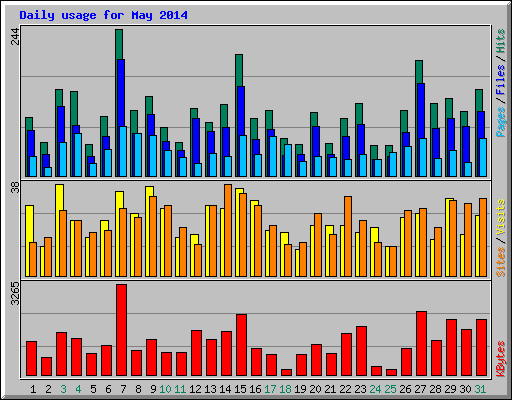 Daily usage for May 2014
244
38
3265
Pages / Files / Hits
Sites / Visits
KBytes
1 2 3 4 5 6 7 8 9 10 11 12 13 14 15 16 17 18 19 20 21 22 23 24 25 26 27 28 29 30 31